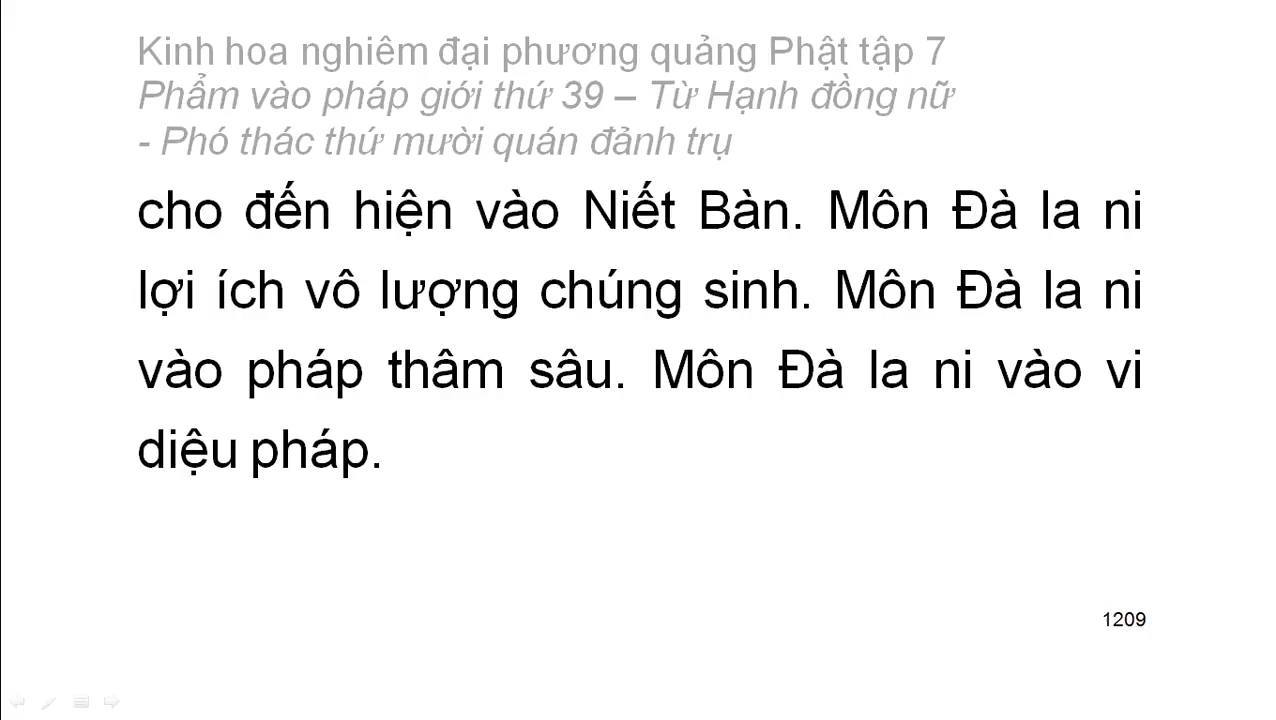 Kinh hoa nghiêm đại phương quảng Phật tập 7
Phẩm vào pháp giới thứ 39 – Từ Hạnh đồng nữ
- Phó thác thứ mười quán đảnh trụ
cho đến hiện vào Niết Bàn. Môn Đà la ni
lợi ích vô lượng chúng sinh. Môn Đà la ni
vào pháp thâm sâu. Môn Đà la ni vào vi
diệu pháp.
1209